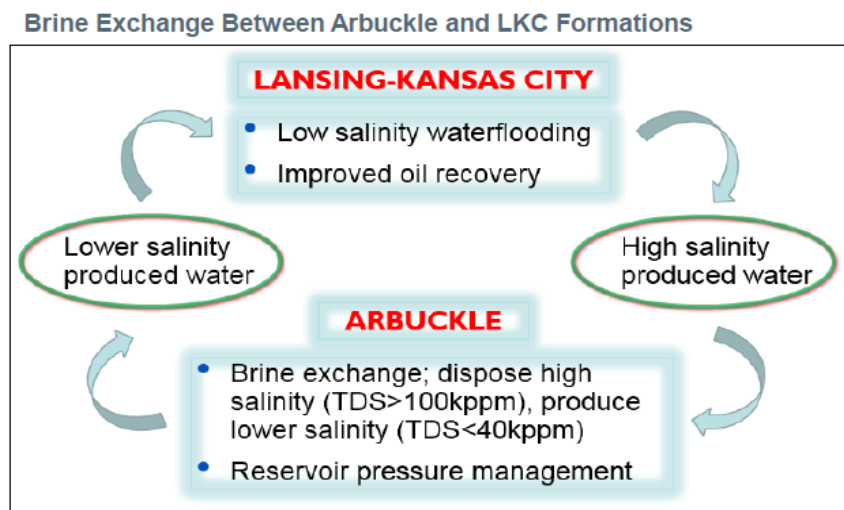 Brine Exchange Between Arbuckle and LKC Formations
LANSING-KANSAS CITY
• Low salinity waterflooding
• Improved oil recovery
Lower salinity
produced water
High salinity
produced water
ARBUCKLE
• Brine exchange; dispose high
salinity (TDS>100kppm), produce
lower salinity (TDS<40kppm)
• Reservoir pressure management